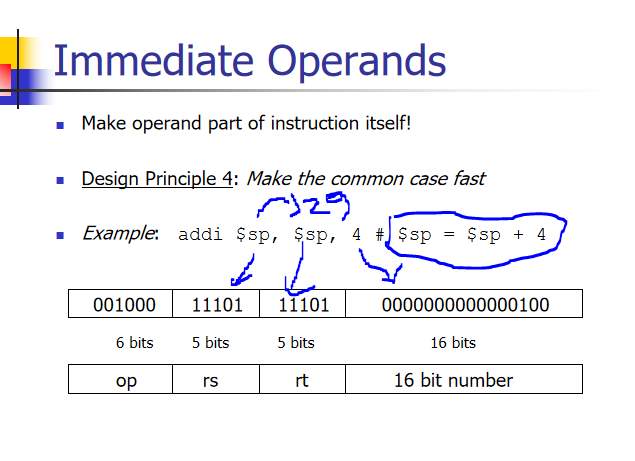 Immediate Operands
Make operand part of instruction itself!
Design Principle 4: Make the common case fast
Example: addi $sp, $sp, 4 # $sp = $sp + 4
001000 11101 11101 0000000000000100
6 bits 5 bits 5 bits 16 bits
op rs rt 16 bit number